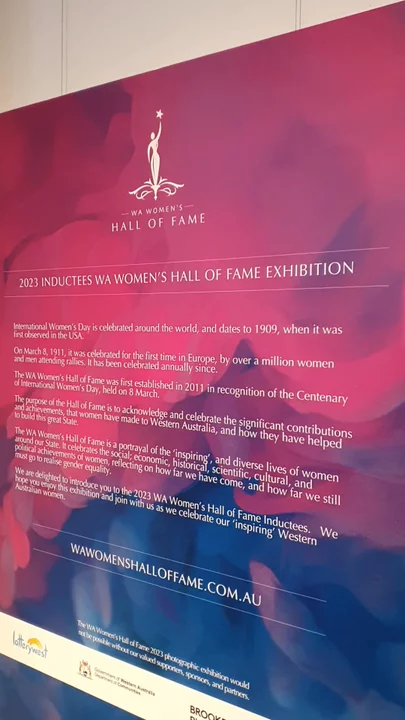 WA WOMEN'S
HALL OF FAME
2023 INDUCTEES WA WOMEN'S HALL OF FAME EXHIBITION
International Women's Day is celebrated around the world, and dates to 1909, when it was
first observed in the USA.
On March 8, 1911, it was celebrated for the first time in Europe, by over a million women
and men attending rallies. It has been celebrated annually since.
The WA Women's Hall of Fame was first established in 2011 in recognition of the Centenary
of International Women's Day, held on 8 March.
The purpose of the Hall of Fame is to acknowledge and celebrate the significant contributions
and achievements, that women have made to Western Australia, and how they have helped
to build this great State.
The WA Women's Hall of Fame is a portrayal of the 'inspiring', and diverse lives of women
around our State. It celebrates the social; economic, historical, scientific, cultural, and
political achievements of women, reflecting on how far we have come, and how far we still
must go to realise gender equality.
We are delighted to introduce you to the 2023 WA Women's Hall of Fame Inductees. We
hope you enjoy this exhibition and join with us as we celebrate our 'inspiring' Western
Australian women.
WAWOMENSHALLOFFAME.COM.AU
The WA Women's Hall of Fame 2023 photographic exhibition would
not be possible without our valued supporters, sponsors, and partners.
lotterywest
Government of Western Australia
Department of Communities